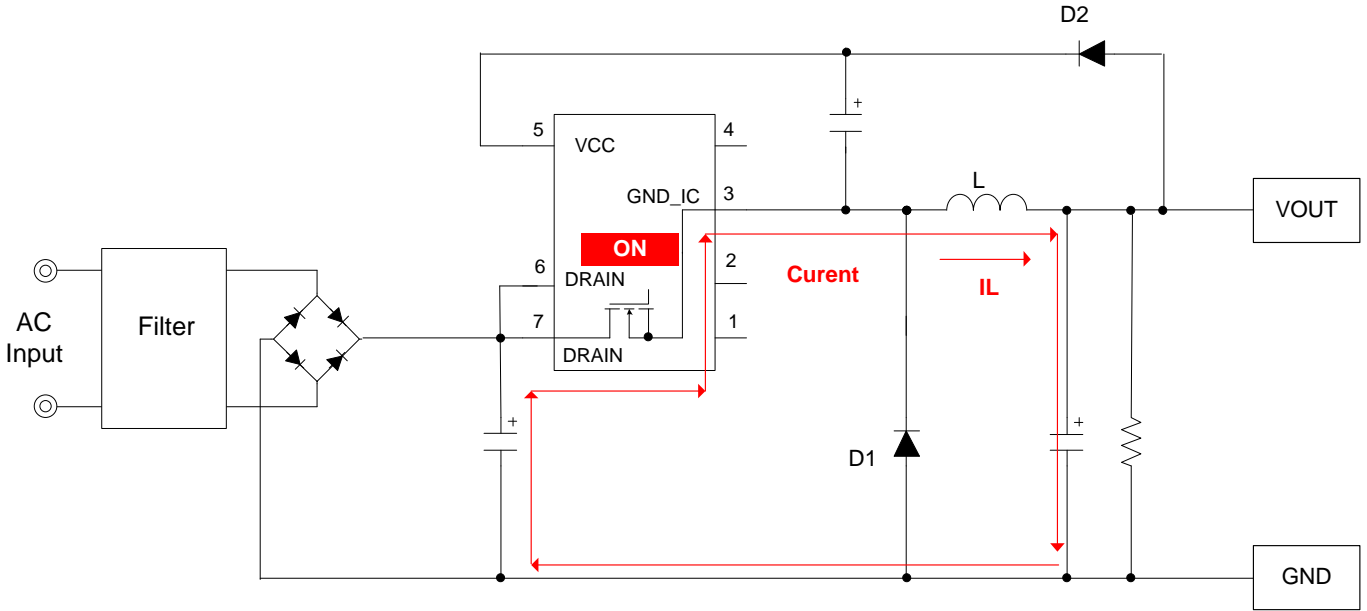 D2
5
4
VCC
GND_IC
3
L
VOUT
ON
6
DRAIN
2
Curent
IL
AC
Input
Filter
7
DRAIN
1
+
+
+
D1
GND